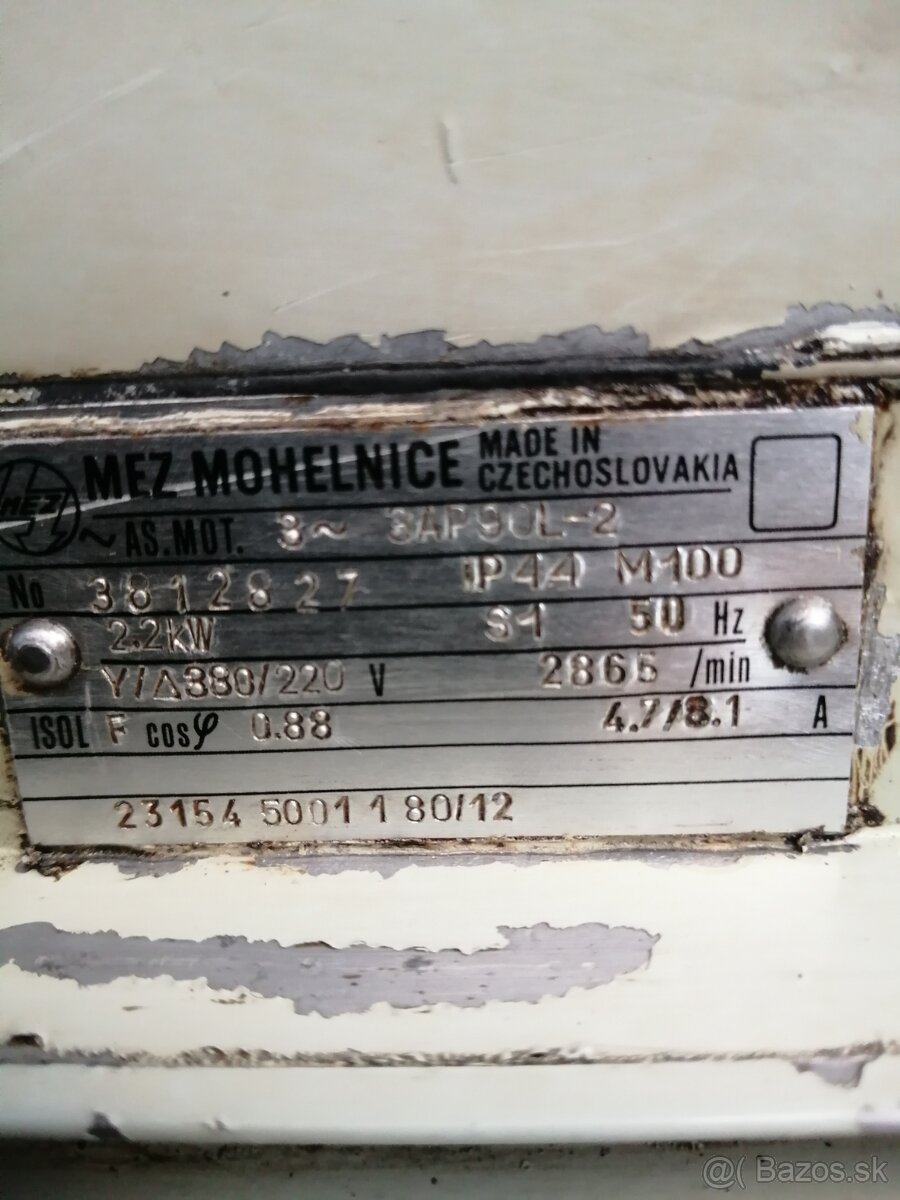 MEZ MEZ MOHELNICE MADE IN CZECHOSLOVAKIA
~ AS.MOT. 3~ 3AP90L-2
No 3812827 IP44 M100
2.2kW S1 50 Hz
Y/Δ380/220 V 2865 /min
ISOL F cosφ 0.88 4.7/8.1 A
23154 5001 1 80/12
@( Bazos.sk